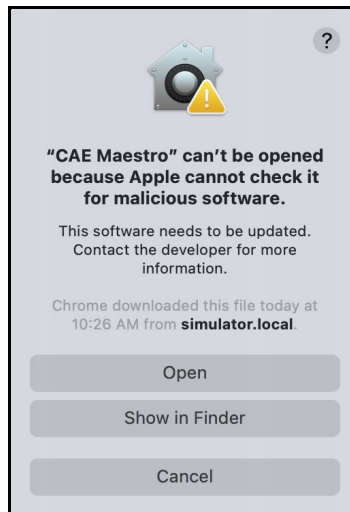 ?
“CAE Maestro” can’t be opened
because Apple cannot check it
for malicious software.
This software needs to be updated.
Contact the developer for more
information.
Chrome downloaded this file today at
10:26 AM from simulator.local.
Open
Show in Finder
Cancel